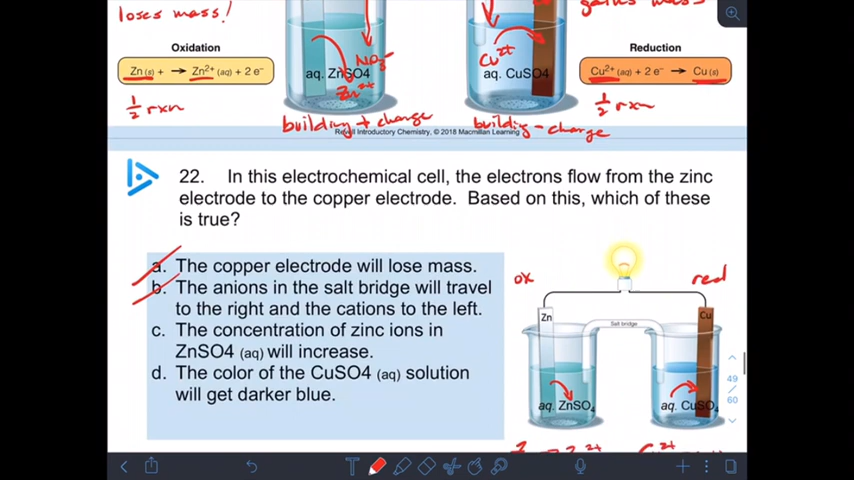 loses mass!
gains mass
Oxidation
Reduction
Zn (s) + → Zn2+ (aq) + 2 e–
Cu2+ (aq) + 2 e– → Cu (s)
NO3–
Cu2+
aq. ZnSO4
aq. CuSO4
Zn2+
1/2 rxn
1/2 rxn
building + charge
building – charge
Revell Introductory Chemistry, © 2018 Macmillan Learning
22. In this electrochemical cell, the electrons flow from the zinc
electrode to the copper electrode. Based on this, which of these
is true?
a. The copper electrode will lose mass.
b. The anions in the salt bridge will travel
to the right and the cations to the left.
c. The concentration of zinc ions in
ZnSO4 (aq) will increase.
d. The color of the CuSO4 (aq) solution
will get darker blue.
ox
red
Zn
Salt bridge
Cu
aq. ZnSO4
aq. CuSO4
49
/
60
T